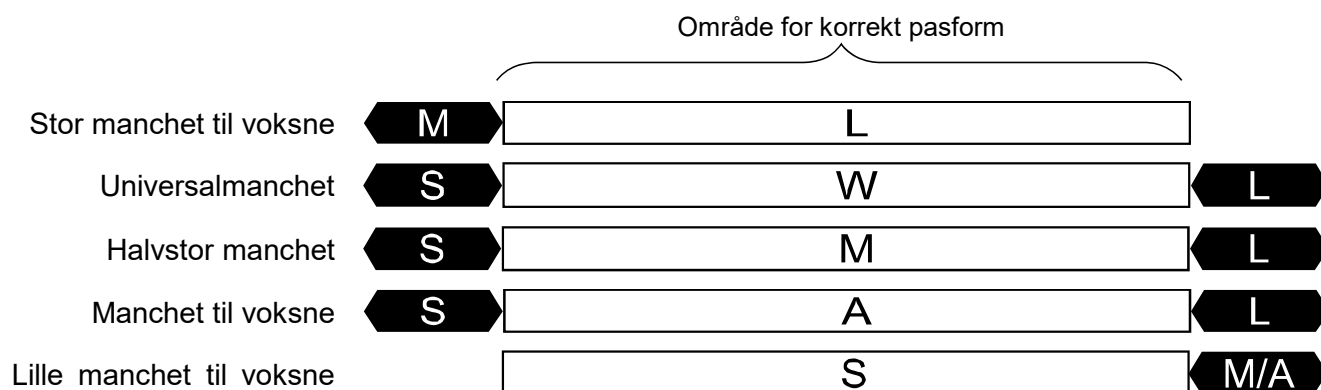 Område for korrekt pasform
Stor manchet til voksne M L
Universalmanchet S W L
Halvstor manchet S M L
Manchet til voksne S A L
Lille manchet til voksne S M/A